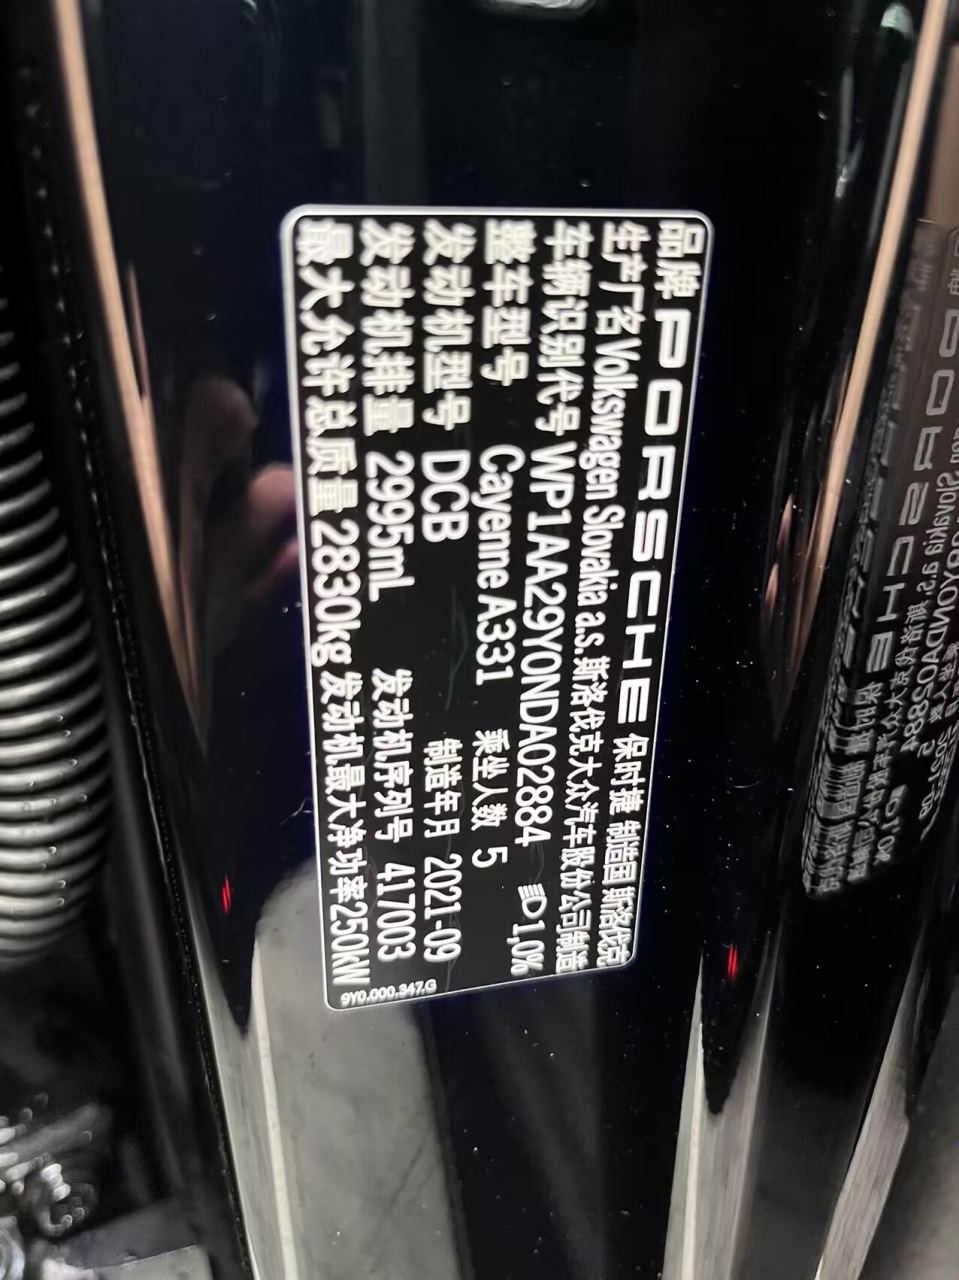 品牌 PORSCHE 保时捷 制造国 斯洛伐克
生产厂名 Volkswagen Slovakia a.s. 斯洛伐克大众汽车股份公司制造
车辆识别代号 WP1AA29Y0NDA02884 1,0%
整车型号 Cayenne A331 乘坐人数 5
发动机型号 DCB 制造年月 2021-09
发动机排量 2995mL 发动机序列号 417003
最大允许总质量 2830kg 发动机最大净功率250kW
9Y0.000.347.G